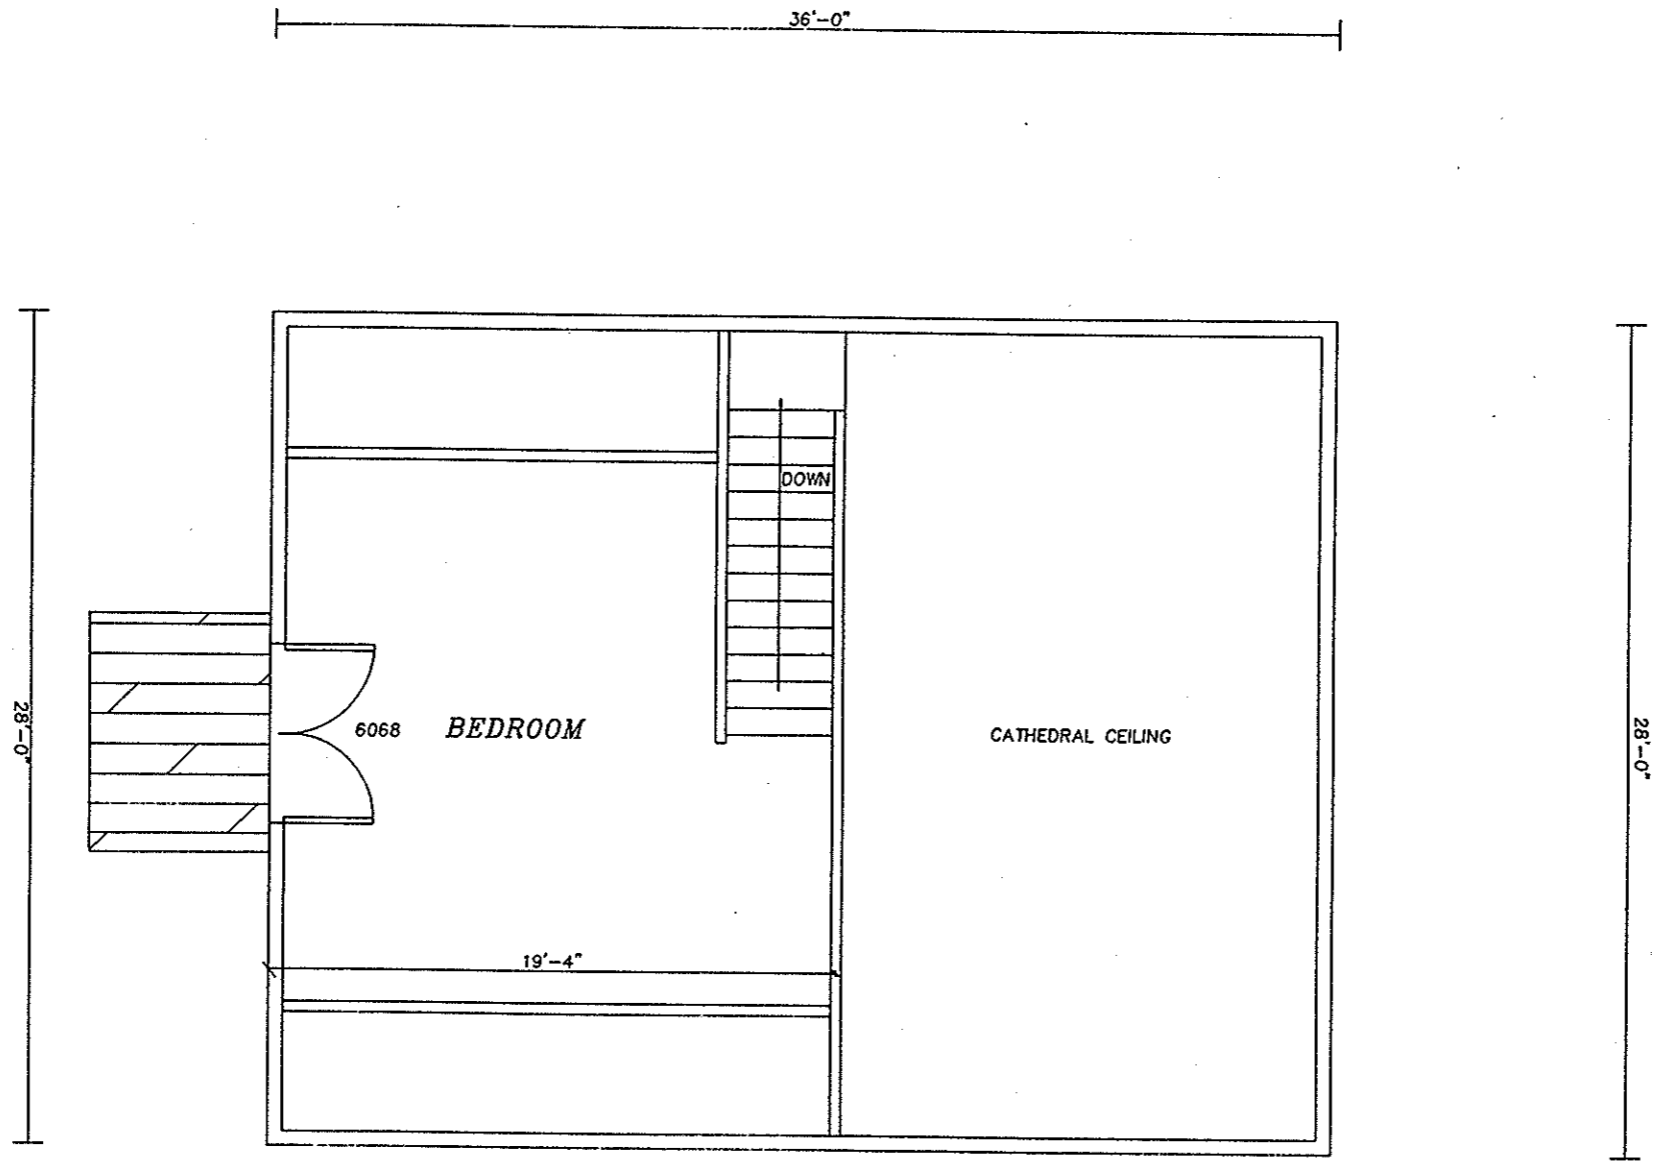 36'-0"
DOWN
28'-0"
6068
BEDROOM
CATHEDRAL CEILING
28'-0"
19'-4"